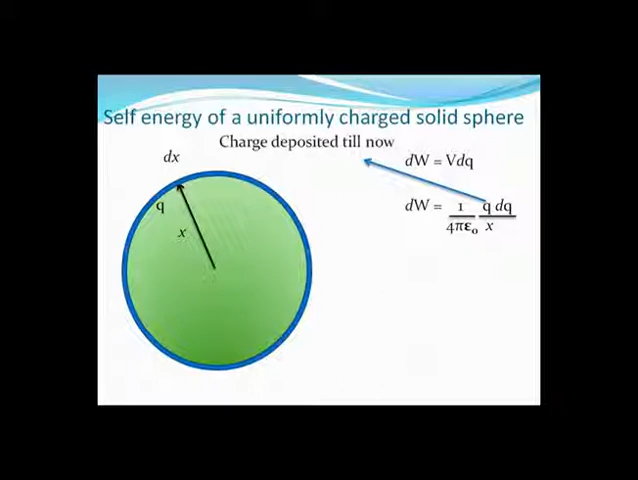 Self energy of a uniformly charged solid sphere
Charge deposited till now
dx
dW = Vdq
q
dW = 1 q dq
4πε₀ x
x